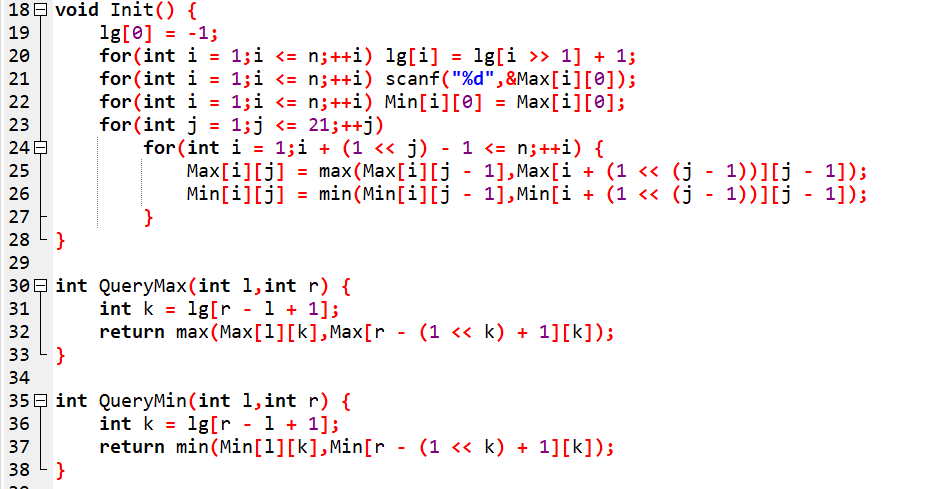 18 void Init() {
19 lg[0] = -1;
20 for(int i = 1;i <= n;++i) lg[i] = lg[i >> 1] + 1;
21 for(int i = 1;i <= n;++i) scanf("%d",&Max[i][0]);
22 for(int i = 1;i <= n;++i) Min[i][0] = Max[i][0];
23 for(int j = 1;j <= 21;++j)
24 for(int i = 1;i + (1 << j) - 1 <= n;++i) {
25 Max[i][j] = max(Max[i][j - 1],Max[i + (1 << (j - 1))][j - 1]);
26 Min[i][j] = min(Min[i][j - 1],Min[i + (1 << (j - 1))][j - 1]);
27 }
28 }
29
30 int QueryMax(int l,int r) {
31 int k = lg[r - l + 1];
32 return max(Max[l][k],Max[r - (1 << k) + 1][k]);
33 }
34
35 int QueryMin(int l,int r) {
36 int k = lg[r - l + 1];
37 return min(Min[l][k],Min[r - (1 << k) + 1][k]);
38 }